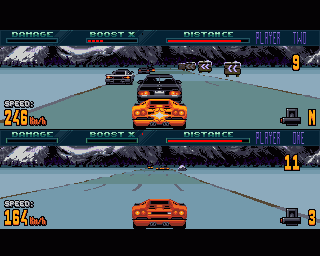 DAMAGE BOOST X DISTANCE PLAYER TWO
9
SPEED:
246 Km/h N
DAMAGE BOOST X DISTANCE PLAYER ONE
11
SPEED:
164 Km/h 3